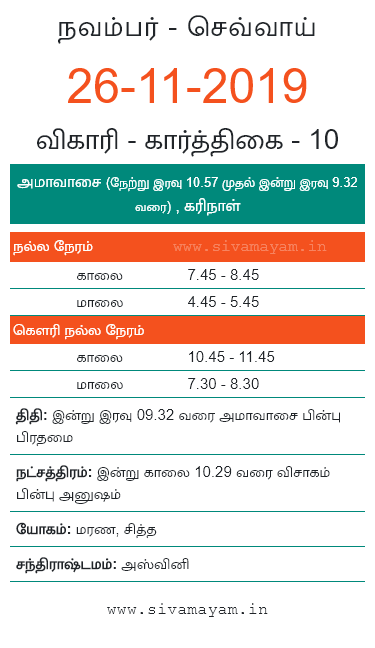 நவம்பர் - செவ்வாய்
26-11-2019
விகாரி - கார்த்திகை - 10
அமாவாசை (நேற்று இரவு 10.57 முதல் இன்று இரவு 9.32
வரை) , கரிநாள்
நல்ல நேரம் www.sivamayam.in
காலை 7.45 - 8.45
மாலை 4.45 - 5.45
கௌரி நல்ல நேரம்
காலை 10.45 - 11.45
மாலை 7.30 - 8.30
திதி: இன்று இரவு 09.32 வரை அமாவாசை பின்பு
பிரதமை
நட்சத்திரம்: இன்று காலை 10.29 வரை விசாகம்
பின்பு அனுஷம்
யோகம்: மரண, சித்த
சந்திராஷ்டமம்: அஸ்வினி
www.sivamayam.in